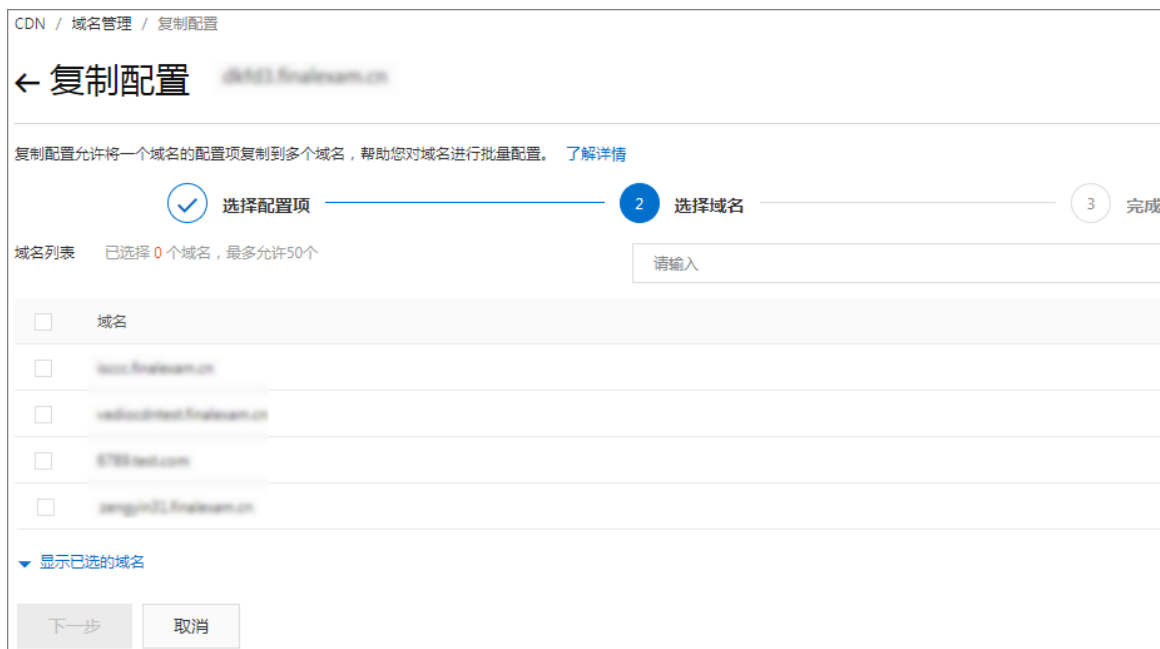 CDN / 域名管理 / 复制配置
← 复制配置
复制配置允许将一个域名的配置项复制到多个域名，帮助您对域名进行批量配置。 了解详情
选择配置项 2 选择域名 3 完成
域名列表 已选择 0 个域名，最多允许50个 请输入
域名
显示已选的域名
下一步 取消